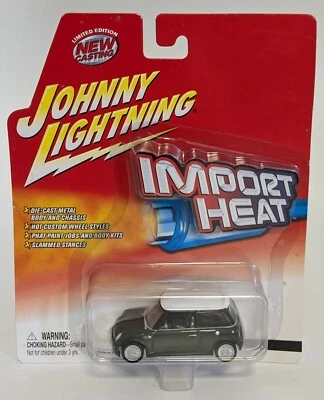 LIMITED EDITION
NEW
CASTING
JOHNNY
LIGHTNING
IMPORT
HEAT
• DIE-CAST METAL
BODY AND CHASSIS
• HOT CUSTOM WHEEL STYLES
• PHAT PAINT JOBS AND BODY KITS
• SLAMMED STANCES
WARNING:
CHOKING HAZARD—Small pa
Not for children under 3 yrs.